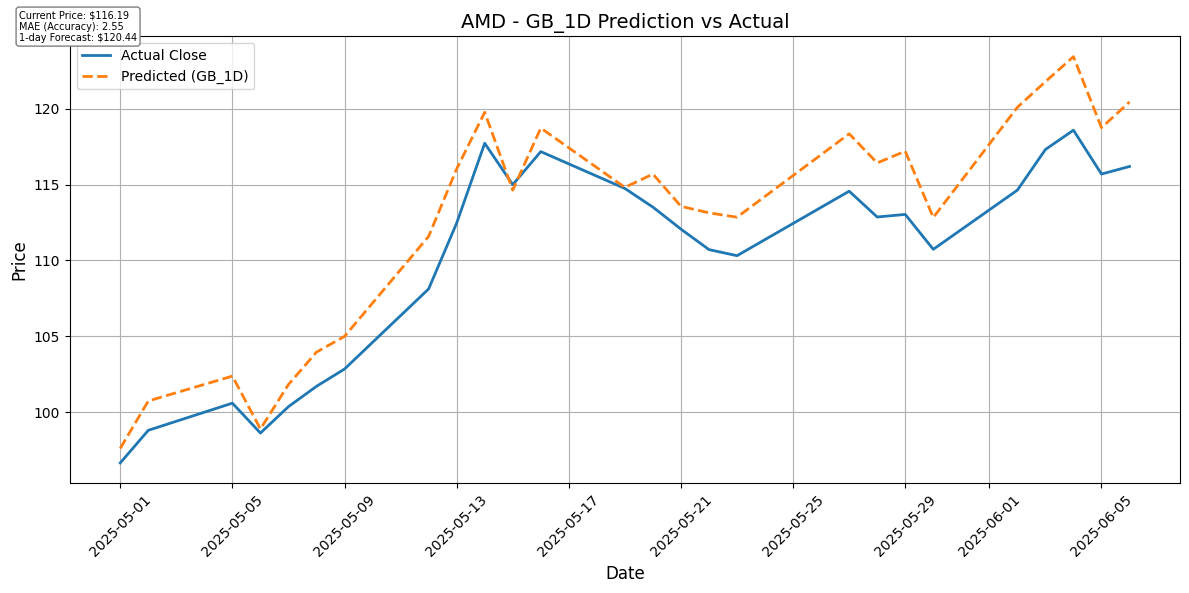 AMD - GB_1D Prediction vs Actual
Current Price: $116.19
MAE (Accuracy): 2.55
1-day Forecast: $120.44
Actual Close
Predicted (GB_1D)
Price
120
115
110
105
100
2025-05-01
2025-05-05
2025-05-09
2025-05-13
2025-05-17
2025-05-21
2025-05-25
2025-05-29
2025-06-01
2025-06-05
Date